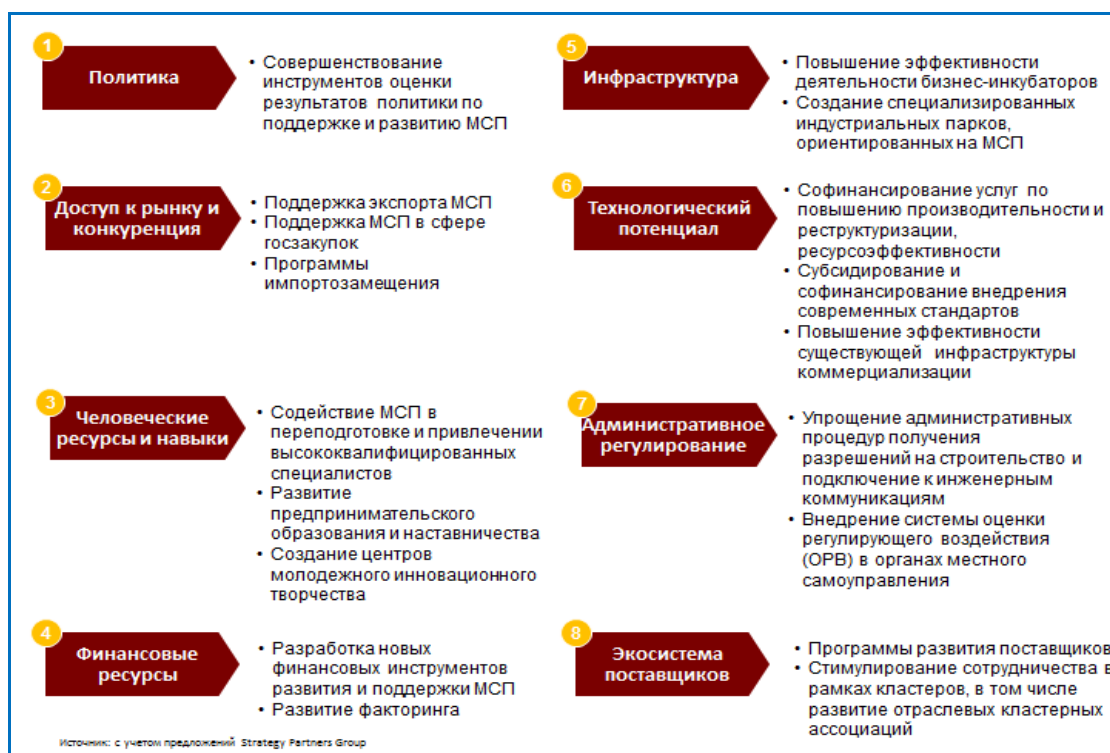 1
Политика
• Совершенствование
инструментов оценки
результатов политики по
поддержке и развитию МСП
2
Доступ к рынку и
конкуренция
• Поддержка экспорта МСП
• Поддержка МСП в сфере
госзакупок
• Программы
импортозамещения
3
Человеческие
ресурсы и навыки
• Содействие МСП в
переподготовке и привлечении
высококвалифицированных
специалистов
• Развитие
предпринимательского
образования и наставничества
• Создание центров
молодежного инновационного
творчества
4
Финансовые
ресурсы
• Разработка новых
финансовых инструментов
развития и поддержки МСП
• Развитие факторинга
5
Инфраструктура
• Повышение эффективности
деятельности бизнес-инкубаторов
• Создание специализированных
индустриальных парков,
ориентированных на МСП
6
Технологический
потенциал
• Софинансирование услуг по
повышению производительности и
реструктуризации,
ресурсоэффективности
• Субсидирование и
софинансирование внедрения
современных стандартов
• Повышение эффективности
существующей инфраструктуры
коммерциализации
7
Административное
регулирование
• Упрощение административных
процедур получения
разрешений на строительство и
подключение к инженерным
коммуникациям
• Внедрение системы оценки
регулирующего воздействия
(ОРВ) в органах местного
самоуправления
8
Экосистема
поставщиков
• Программы развития поставщиков
• Стимулирование сотрудничества в
рамках кластеров, в том числе
развитие отраслевых кластерных
ассоциаций
Источник: с учетом предложений Strategy Partners Group